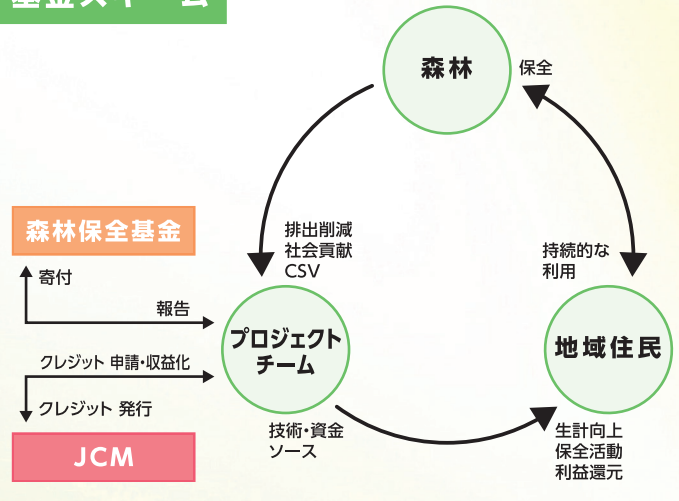 基金スキーム
森林
保全
排出削減
社会貢献
CSV
持続的な
利用
森林保全基金
寄付
報告
プロジェクト
チーム
地域住民
クレジット 申請・収益化
クレジット 発行
JCM
技術・資金
ソース
生計向上
保全活動
利益還元